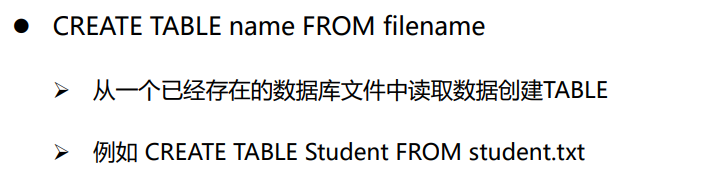 ● CREATE TABLE name FROM filename
➢ 从一个已经存在的数据库文件中读取数据创建TABLE
➢ 例如 CREATE TABLE Student FROM student.txt